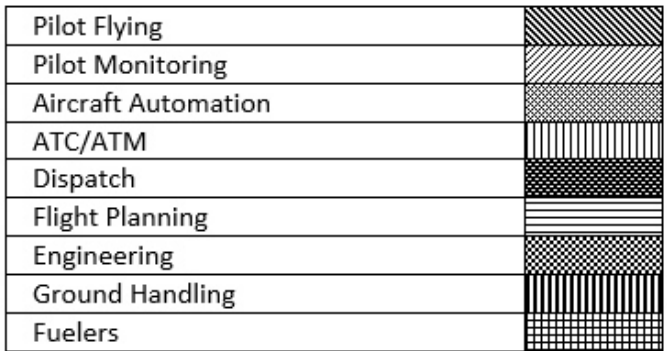 Pilot Flying
Pilot Monitoring
Aircraft Automation
ATC/ATM
Dispatch
Flight Planning
Engineering
Ground Handling
Fuelers